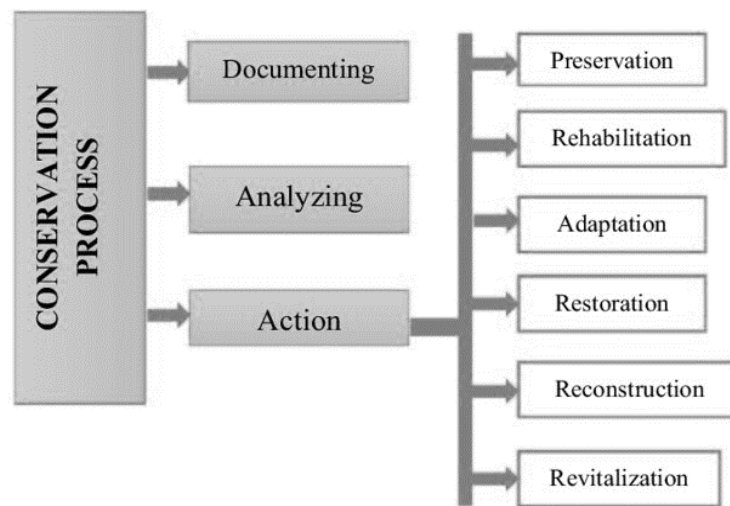 CONSERVATION
PROCESS
Documenting
Analyzing
Action
Preservation
Rehabilitation
Adaptation
Restoration
Reconstruction
Revitalization